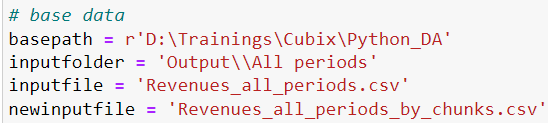 # base data
basepath = r'D:\Trainings\Cubix\Python_DA'
inputfolder = 'Output\\All periods'
inputfile = 'Revenues_all_periods.csv'
newinputfile = 'Revenues_all_periods_by_chunks.csv'